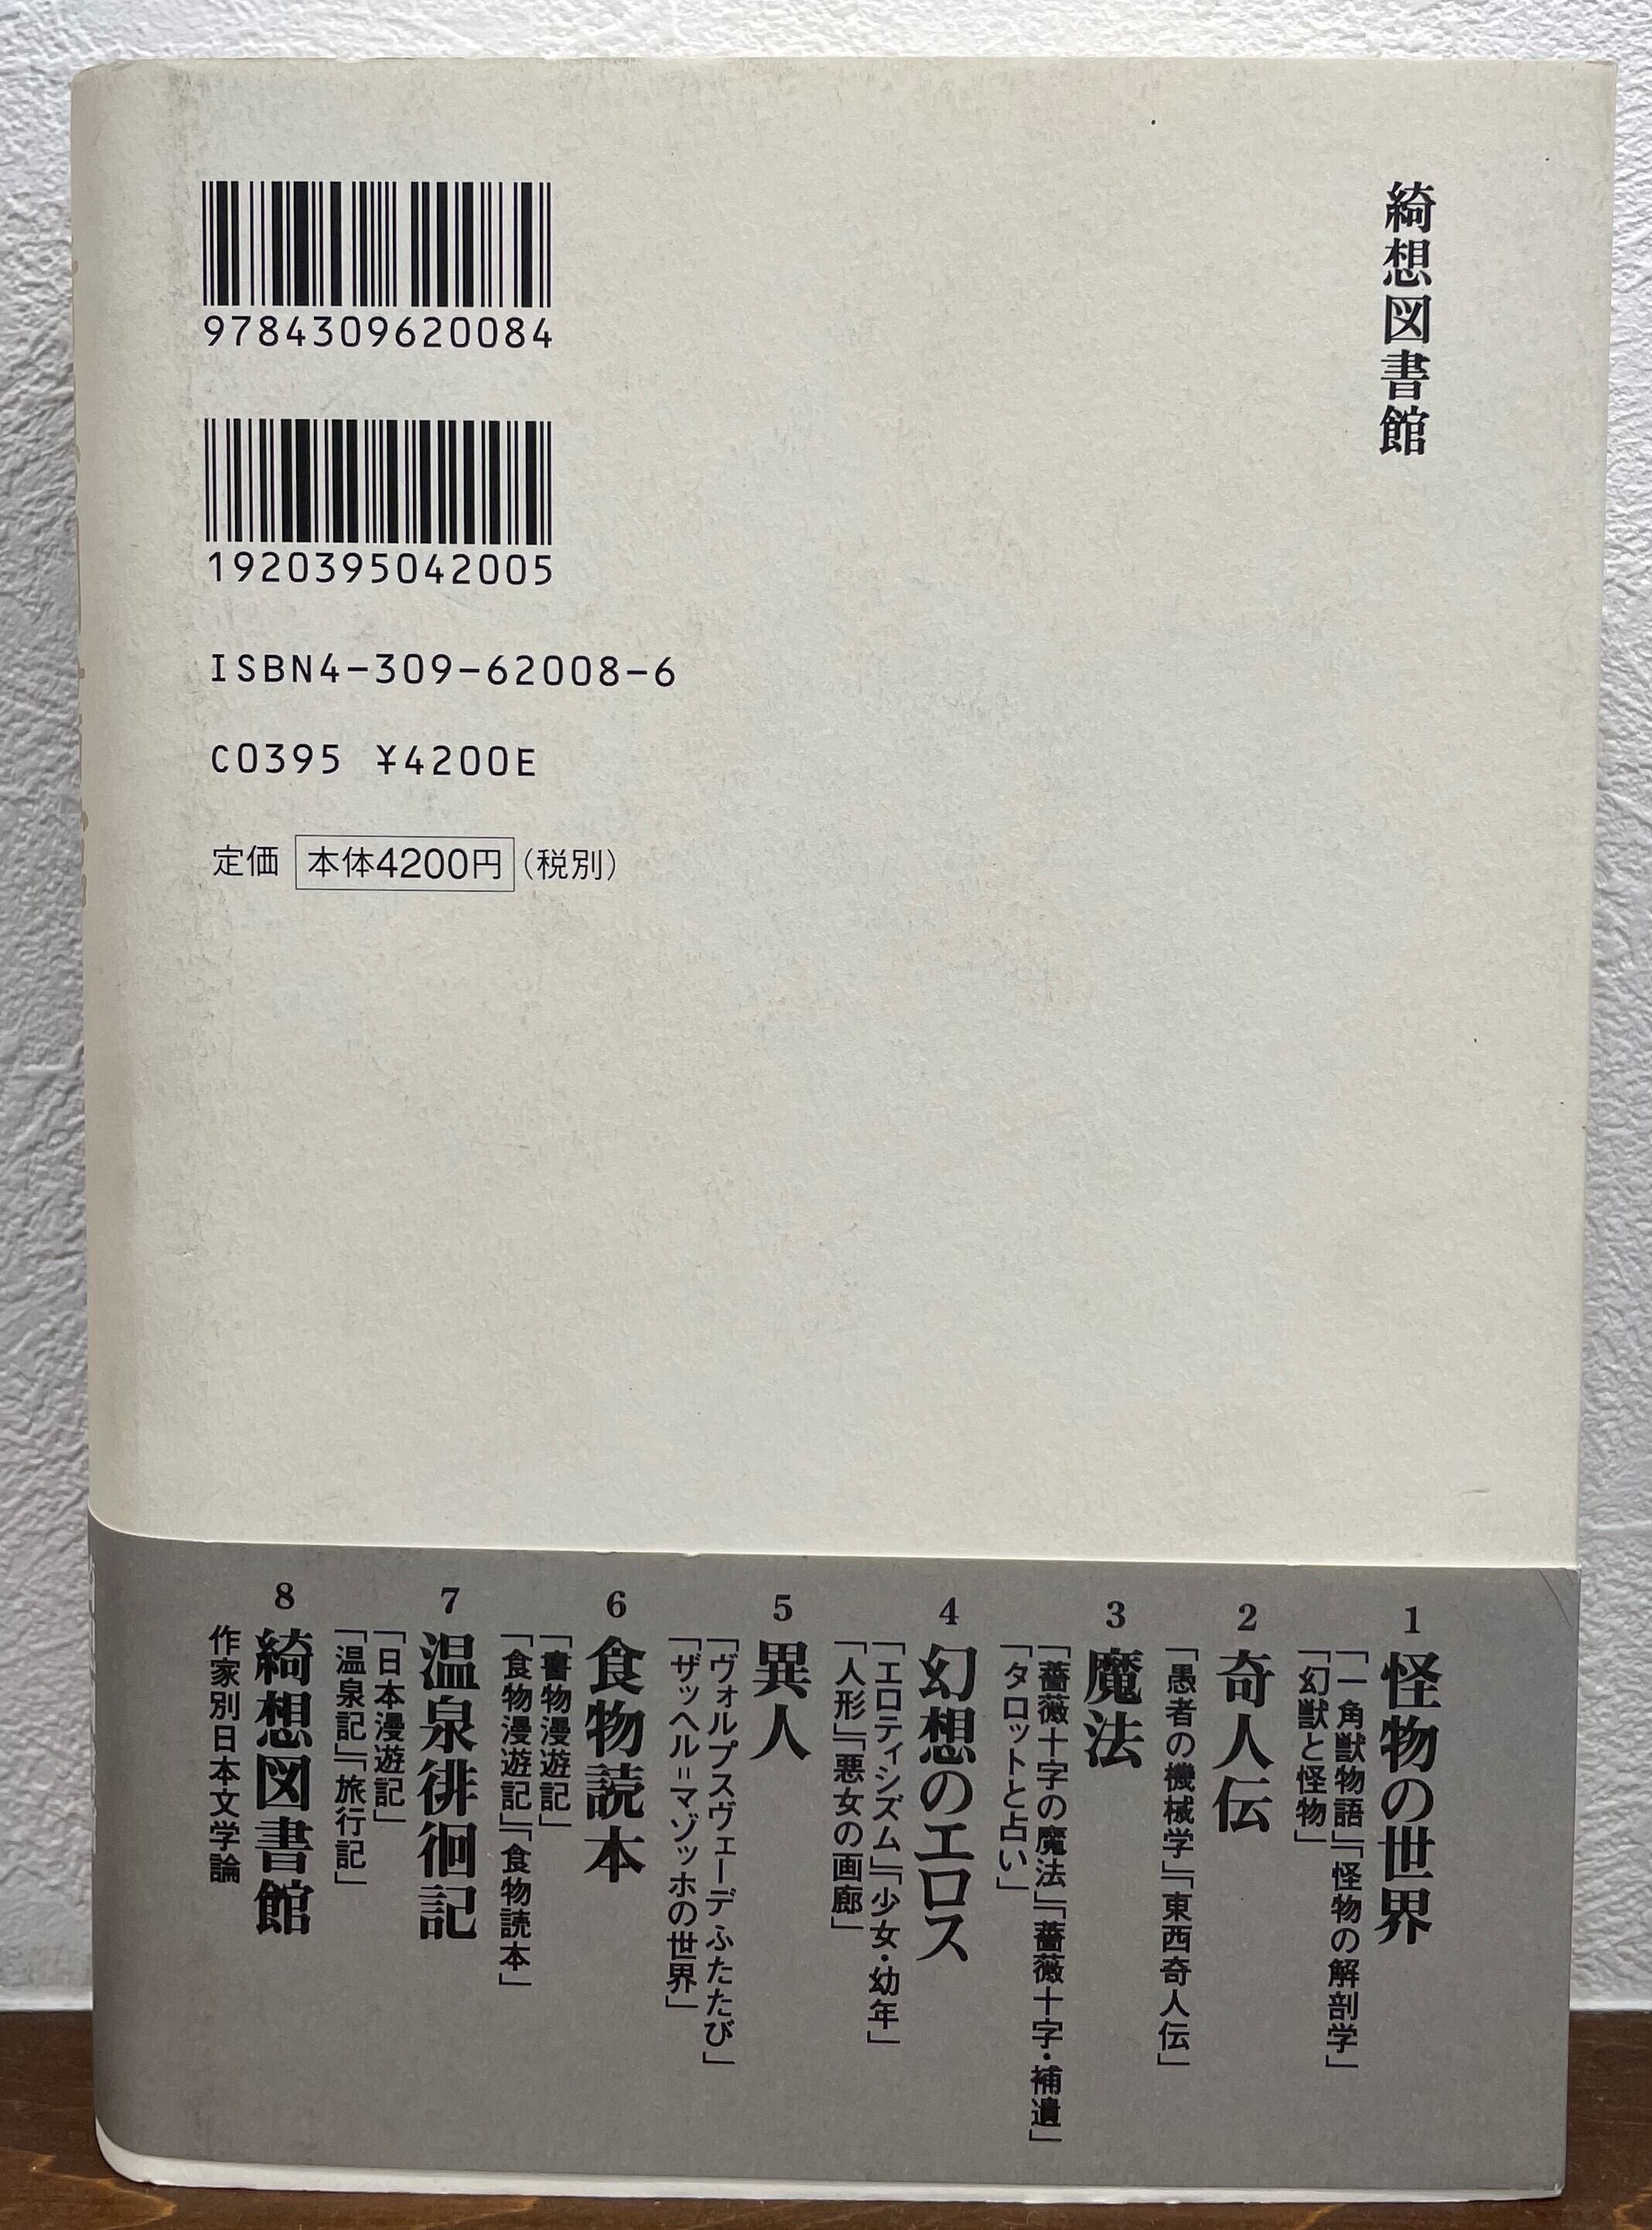 綺想図書館
9784309620084
1920395042005
ISBN4-309-62008-6
C0395 ¥4200E
定価 本体4200円(税別)
1 怪物の世界
「一角獣物語」「怪物の解剖学」
「幻獣と怪物」
2 奇人伝
「愚者の機械学」「東西奇人伝」
3 魔法
「薔薇十字の魔法」「薔薇十字・補遺」
「タロットと占い」
4 幻想のエロス
「エロティシズム」「少女・幼年」
「人形」「悪女の画廊」
5 異人
「ヴォルプスヴェーデふたたび」
「ザッヘル=マゾッホの世界」
6 食物読本
「書物漫遊記」
「食物漫遊記」「食物読本」
7 温泉徘徊記
「日本漫遊記」
「温泉記」「旅行記」
8 綺想図書館
作家別日本文学論